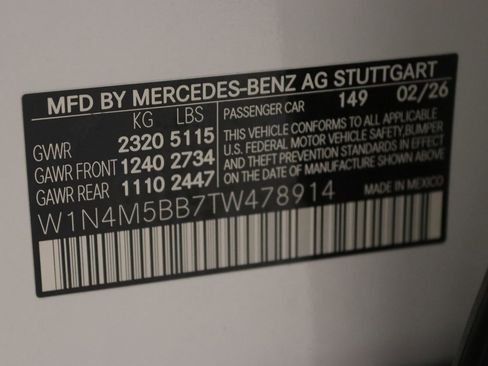 MFD BY MERCEDES-BENZ AG STUTTGART
KG LBS PASSENGER CAR 149 02/26
GVWR 2320 5115 THIS VEHICLE CONFORMS TO ALL APPLICABLE
GAWR FRONT 1240 2734 U.S. FEDERAL MOTOR VEHICLE SAFETY, BUMPER
GAWR REAR 1110 2447 AND THEFT PREVENTION STANDARDS IN EFFECT
ON THE DATE OF MANUFACTURE SHOWN ABOVE.
W1N4M5BB7TW478914 MADE IN MEXICO